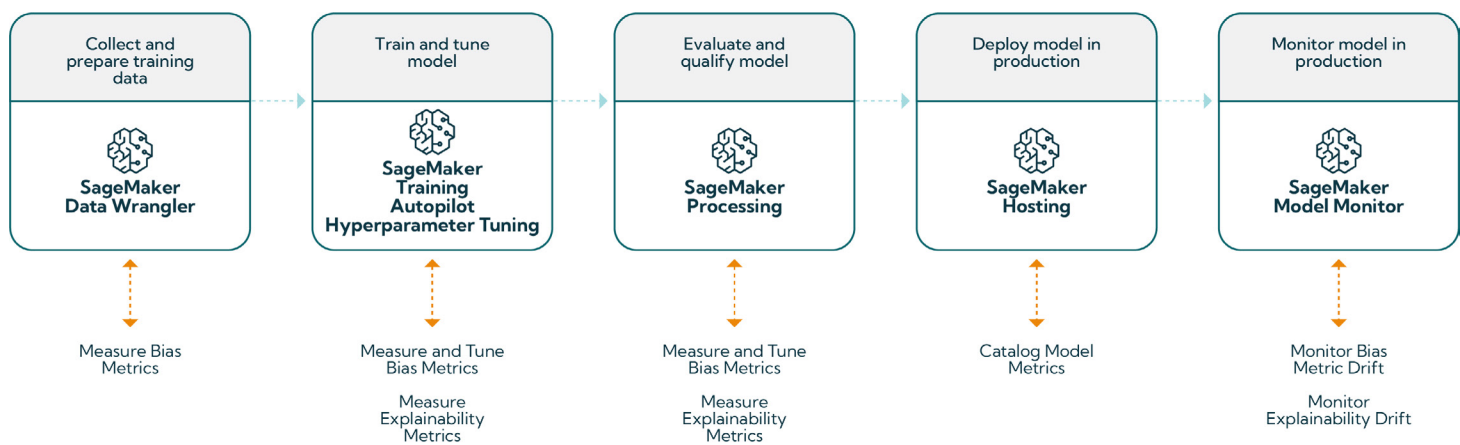 Collect and
prepare training
data
SageMaker
Data Wrangler
Measure Bias
Metrics
Train and tune
model
SageMaker
Training
Autopilot
Hyperparameter Tuning
Measure and Tune
Bias Metrics
Measure
Explainability
Metrics
Evaluate and
qualify model
SageMaker
Processing
Measure and Tune
Bias Metrics
Measure
Explainability
Metrics
Deploy model in
production
SageMaker
Hosting
Catalog Model
Metrics
Monitor model in
production
SageMaker
Model Monitor
Monitor Bias
Metric Drift
Monitor
Explainability Drift